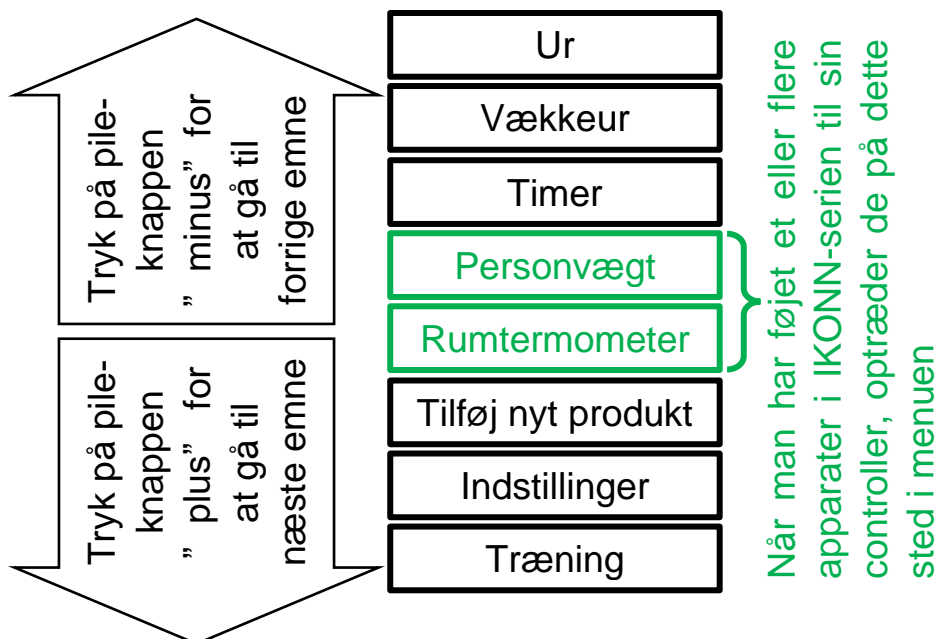 Tryk på pile-
knappen
” minus” for
at gå til
forrige emne
Tryk på pile-
knappen
” plus” for
at gå til
næste emne
Ur
Vækkeur
Timer
Personvægt
Rumtermometer
Tilføj nyt produkt
Indstillinger
Træning
Når man har føjet et eller flere
apparater i IKONN-serien til sin
controller, optræder de på dette
sted i menuen